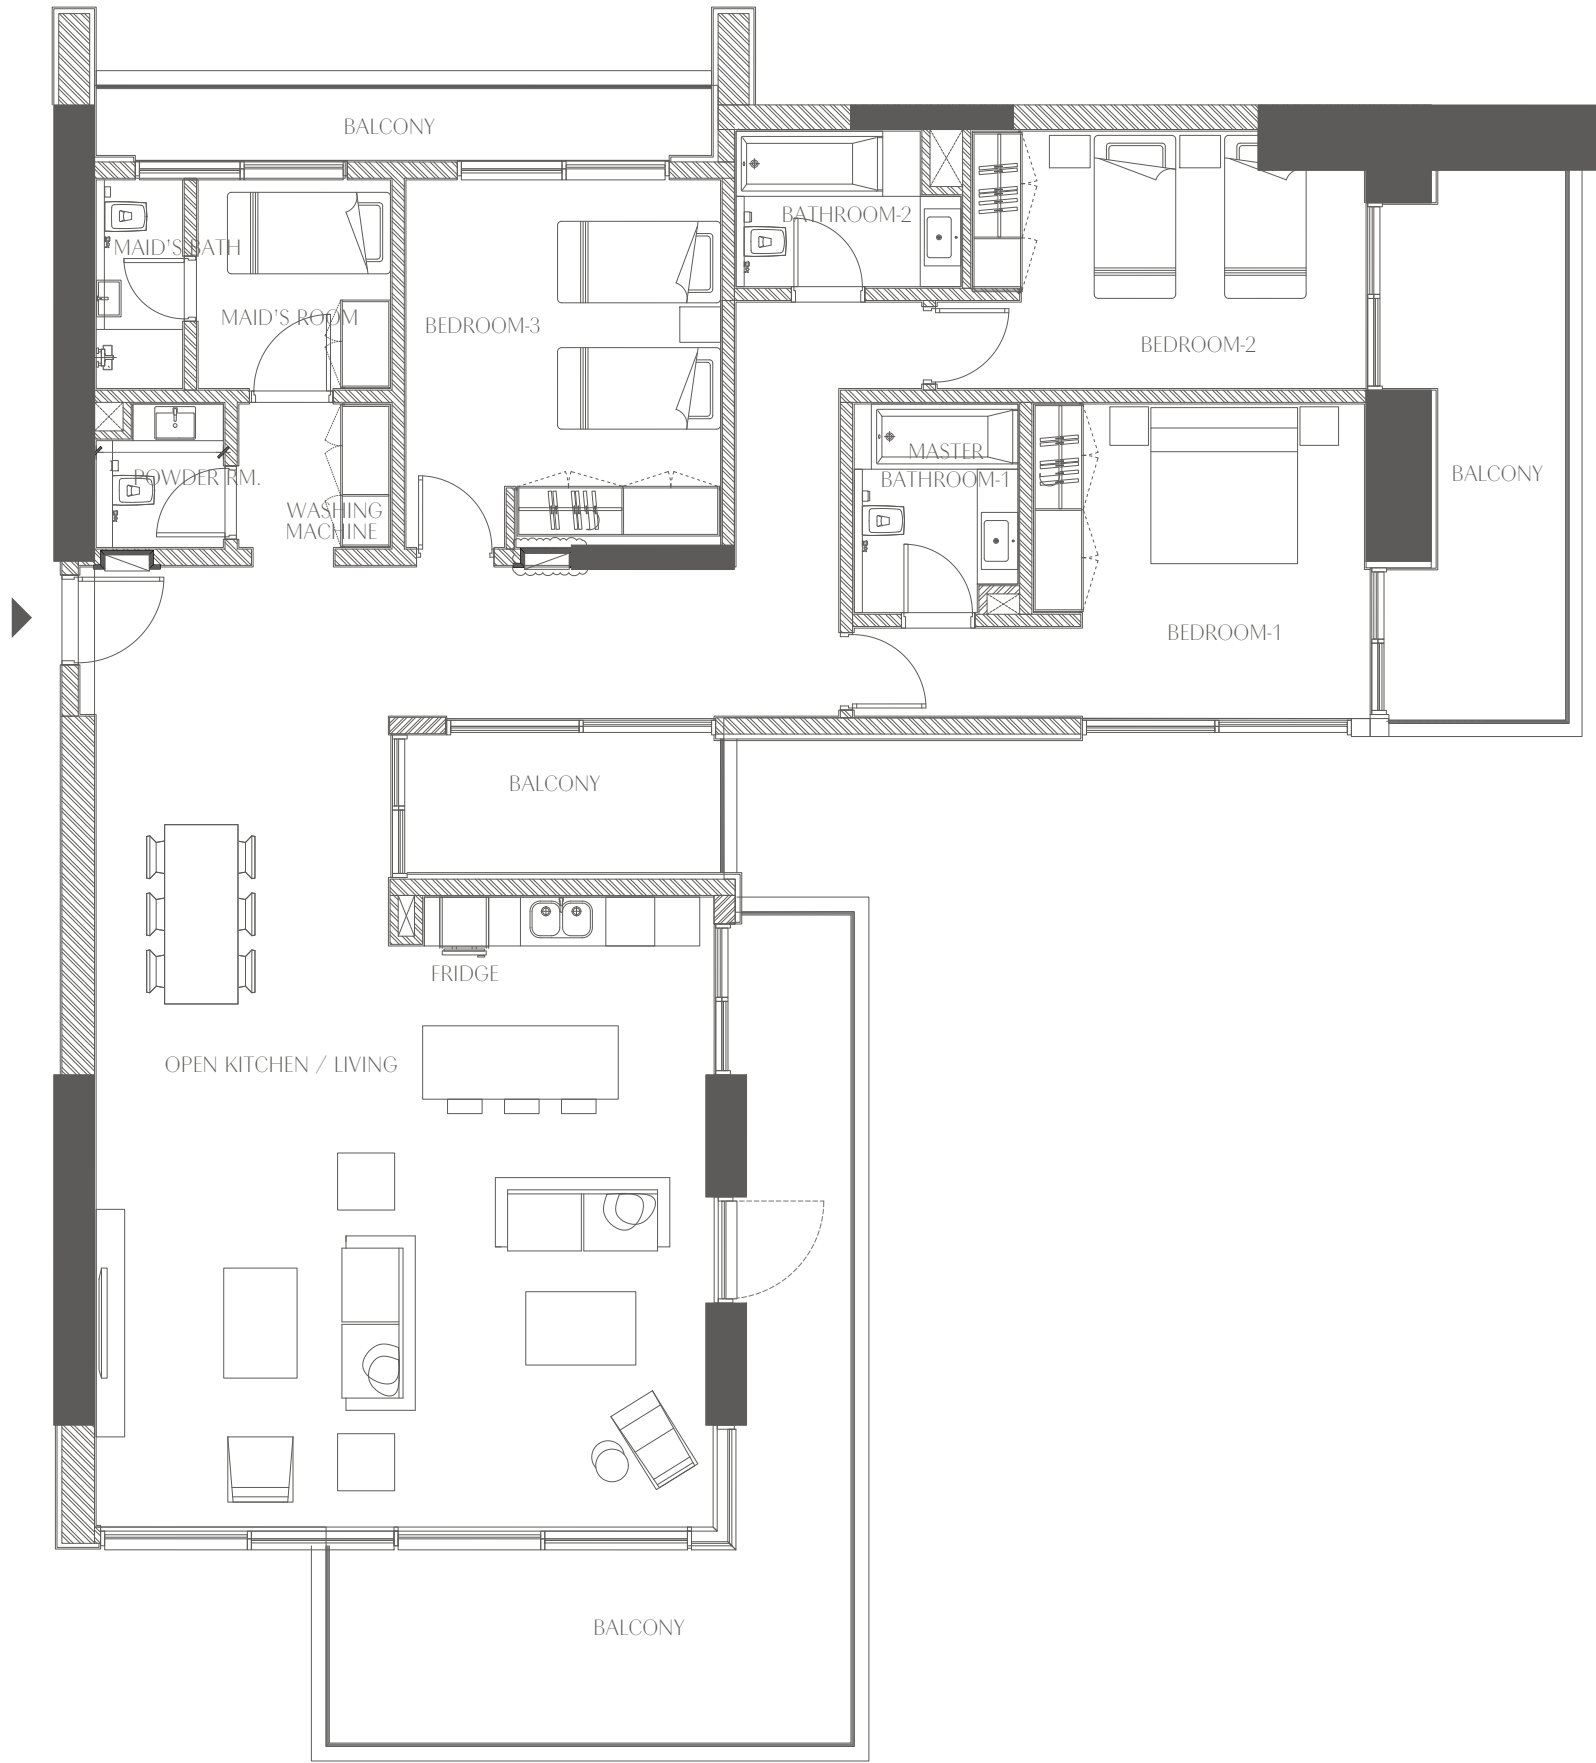 BALCONY
BATHROOM-2
MAID'S BATH
MAID'S ROOM
BEDROOM-3
BEDROOM-2
MASTER
BATHROOM-1
POWDER RM.
BALCONY
WASHING
MACHINE
BEDROOM-1
BALCONY
FRIDGE
OPEN KITCHEN / LIVING
BALCONY